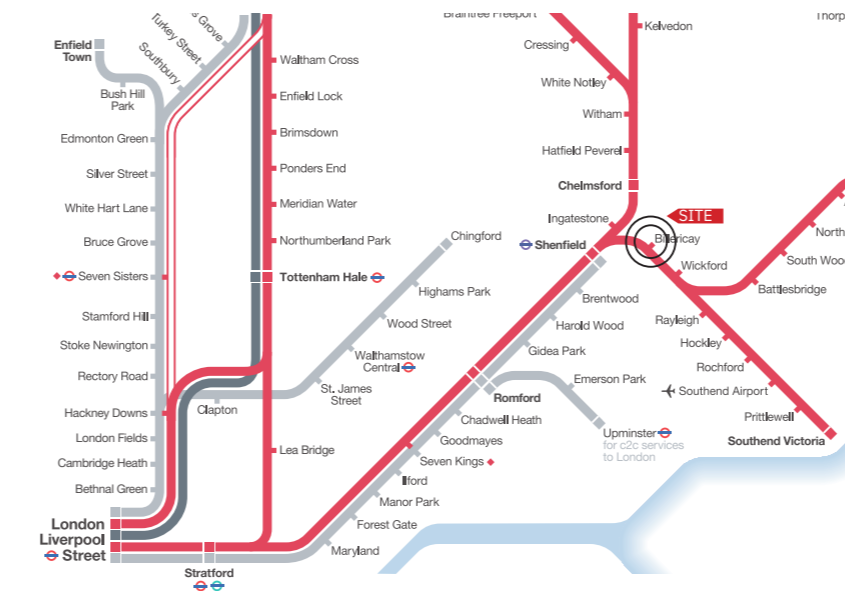 Enfield
Town
Bush Hill
Park
Edmonton Green
Silver Street
White Hart Lane
Bruce Grove
Seven Sisters
Stamford Hill
Stoke Newington
Rectory Road
Hackney Downs
London Fields
Cambridge Heath
Bethnal Green
London
Liverpool
Street
Stratford
Southbury
Turkey Street
s Grove
Waltham Cross
Enfield Lock
Brimsdown
Ponders End
Meridian Water
Northumberland Park
Tottenham Hale
Lea Bridge
Clapton
St. James
Street
Walthamstow
Central
Wood Street
Highams Park
Chingford
Maryland
Forest Gate
Manor Park
Ilford
Seven Kings
Goodmayes
Chadwell Heath
Romford
Emerson Park
Upminster
for c2c services
to London
Gidea Park
Harold Wood
Brentwood
Shenfield
Ingatestone
Chelmsford
Hatfield Peverel
Witham
White Notley
Cressing
Braintree Freeport
Kelvedon
Thorp
SITE
Billericay
Wickford
Battlesbridge
South Woo
North
Rayleigh
Hockley
Rochford
Southend Airport
Prittlewell
Southend Victoria